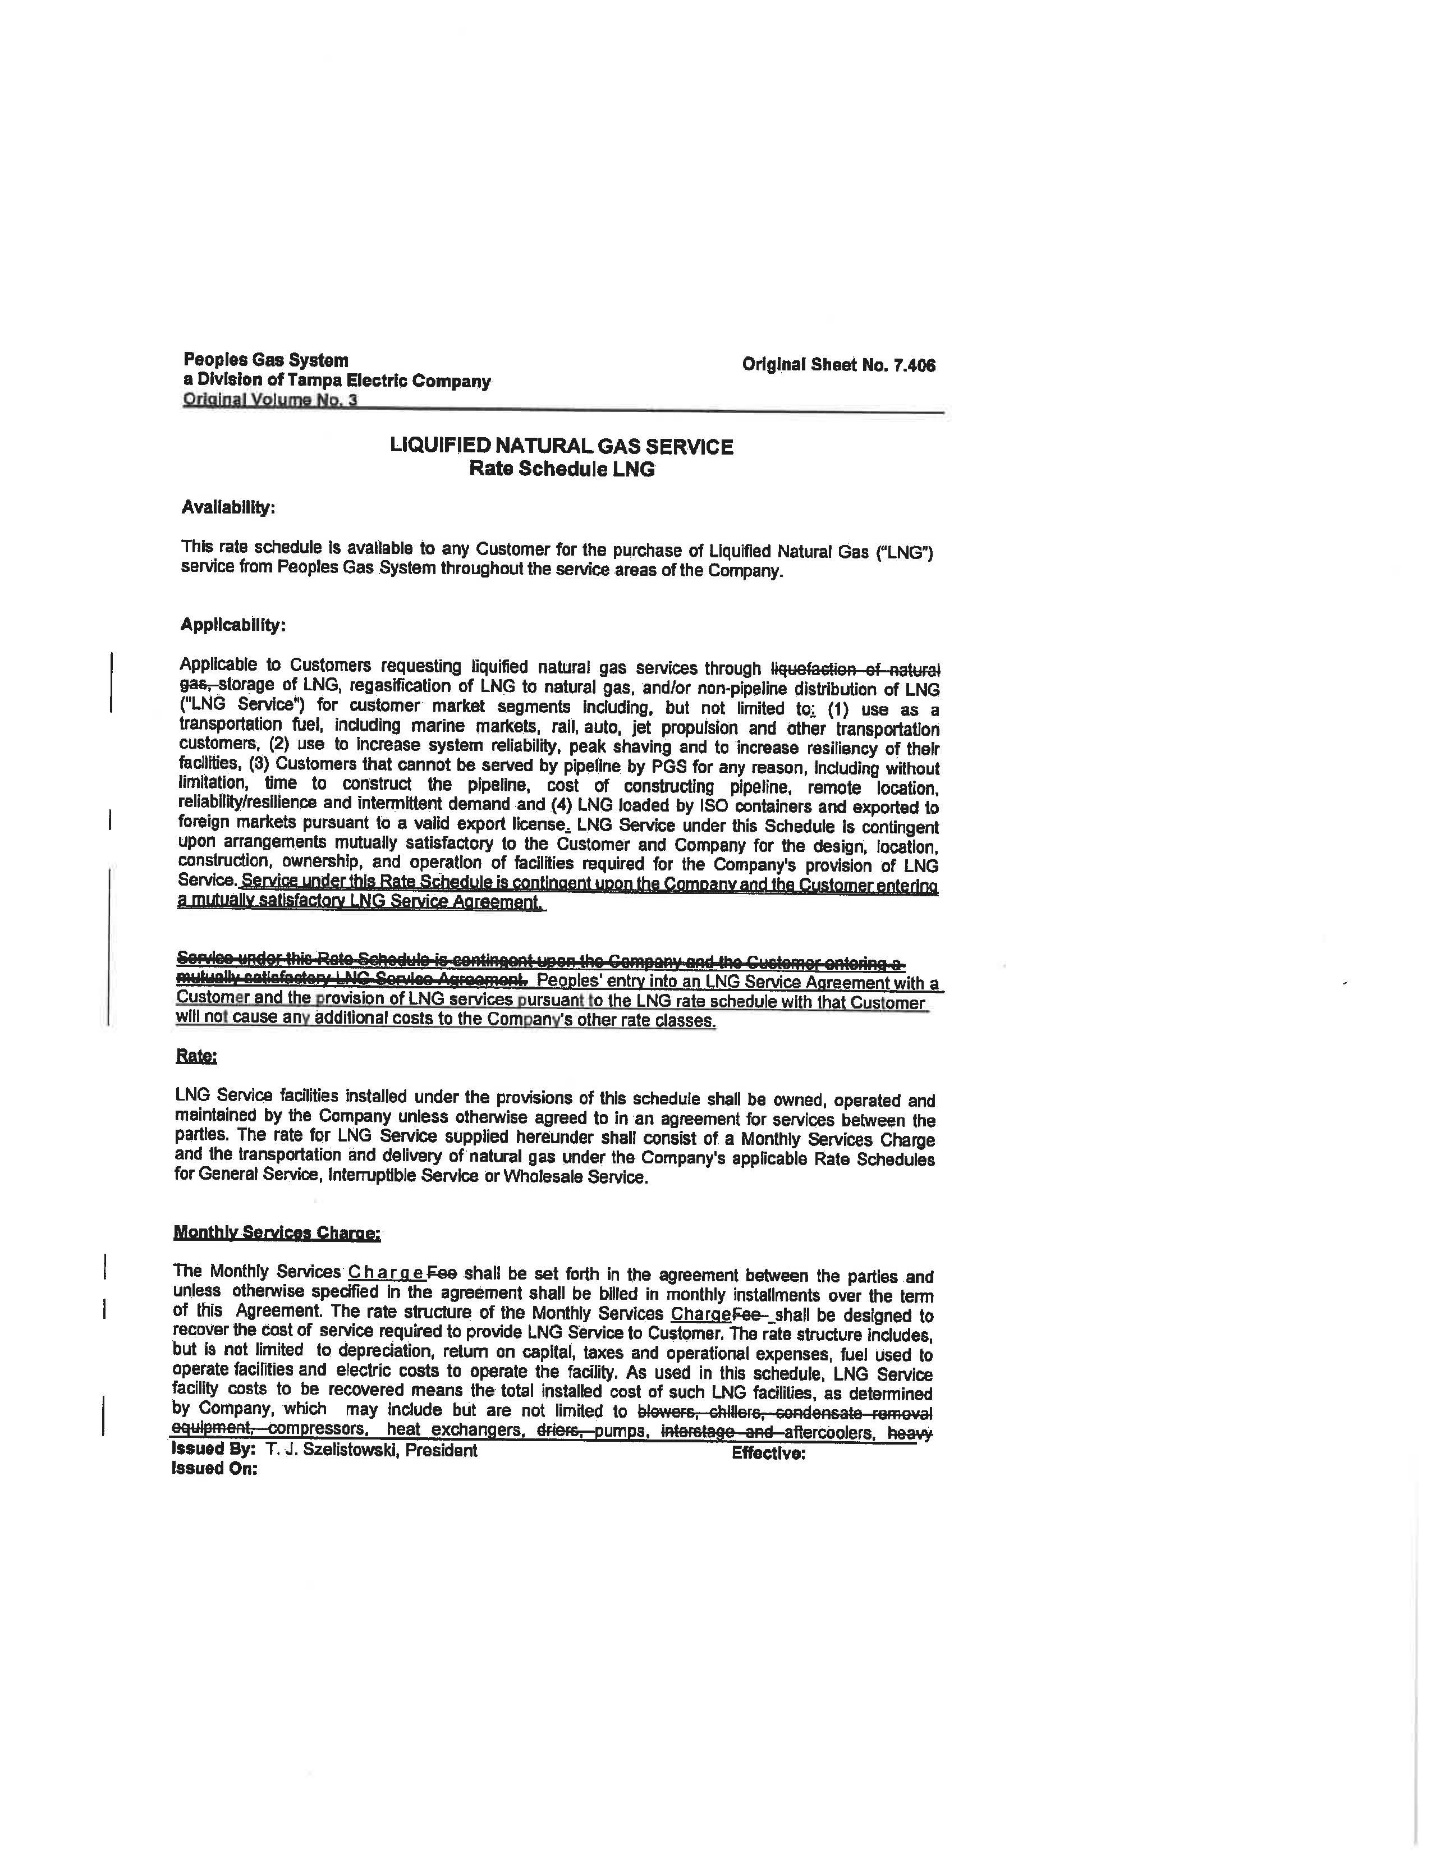 Peoples Gas System
a Division of Tampa Electric Company
Original Volume No. 3
Original Sheet No. 7.406
LIQUIFIED NATURAL GAS SERVICE
Rate Schedule LNG
Availability:
This rate schedule is available to any Customer for the purchase of Liquified Natural Gas ("LNG")
service from Peoples Gas System throughout the service areas of the Company.
Applicability:
Applicable to Customers requesting liquified natural gas services through liquefaction of natural
gas, storage of LNG, regasification of LNG to natural gas, and/or non-pipeline distribution of LNG
("LNG Service") for customer market segments including, but not limited to: (1) use as a
transportation fuel, including marine markets, rail, auto, jet propulsion and other transportation
customers, (2) use to increase system reliability, peak shaving and to increase resiliency of their
facilities, (3) Customers that cannot be served by pipeline by PGS for any reason, including without
limitation, time to construct the pipeline, cost of constructing pipeline, remote location,
reliability/resilience and intermittent demand and (4) LNG loaded by ISO containers and exported to
foreign markets pursuant to a valid export license. LNG Service under this Schedule is contingent
upon arrangements mutually satisfactory to the Customer and Company for the design, location,
construction, ownership, and operation of facilities required for the Company's provision of LNG
Service. Service under this Rate Schedule is contingent upon the Company and the Customer entering
a mutually satisfactory LNG Service Agreement.
Service under this Rate Schedule is contingent upon the Company and the Customer entering a
mutually satisfactory LNG Service Agreement. Peoples' entry into an LNG Service Agreement with a
Customer and the provision of LNG services pursuant to the LNG rate schedule with that Customer
will not cause any additional costs to the Company's other rate classes.
Rate:
LNG Service facilities installed under the provisions of this schedule shall be owned, operated and
maintained by the Company unless otherwise agreed to in an agreement for services between the
parties. The rate for LNG Service supplied hereunder shall consist of a Monthly Services Charge
and the transportation and delivery of natural gas under the Company's applicable Rate Schedules
for General Service, Interruptible Service or Wholesale Service.
Monthly Services Charge:
The Monthly Services Charge Fee shall be set forth in the agreement between the parties and
unless otherwise specified in the agreement shall be billed in monthly installments over the term
of this Agreement. The rate structure of the Monthly Services ChargeFee shall be designed to
recover the cost of service required to provide LNG Service to Customer. The rate structure includes,
but is not limited to depreciation, return on capital, taxes and operational expenses, fuel used to
operate facilities and electric costs to operate the facility. As used in this schedule, LNG Service
facility costs to be recovered means the total installed cost of such LNG facilities, as determined
by Company, which may include but are not limited to blowers, chillers, condensate removal
equipment, compressors, heat exchangers, driers, pumps, interstage and aftercoolers, heavy
Issued By: T. J. Szelistowski, President
Effective:
Issued On: